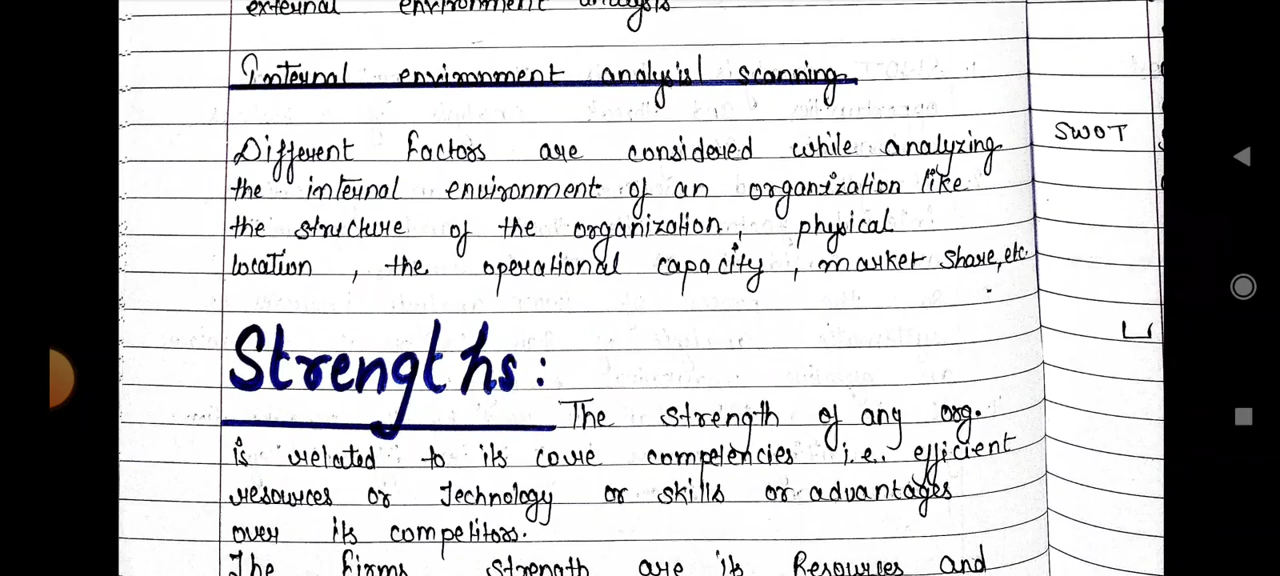 external environment analysis
Internal environment analysis/ scanning
Different factors are considered while analyzing
SWOT
the internal environment of an organization like
the structure of the organization, physical
location, the operational capacity, market share, etc.
Strengths:
The strength of any org.
is related to its core competencies i.e. efficient
resources or Technology or skills or advantages
over its competitors.
The firms strength are its Resources and